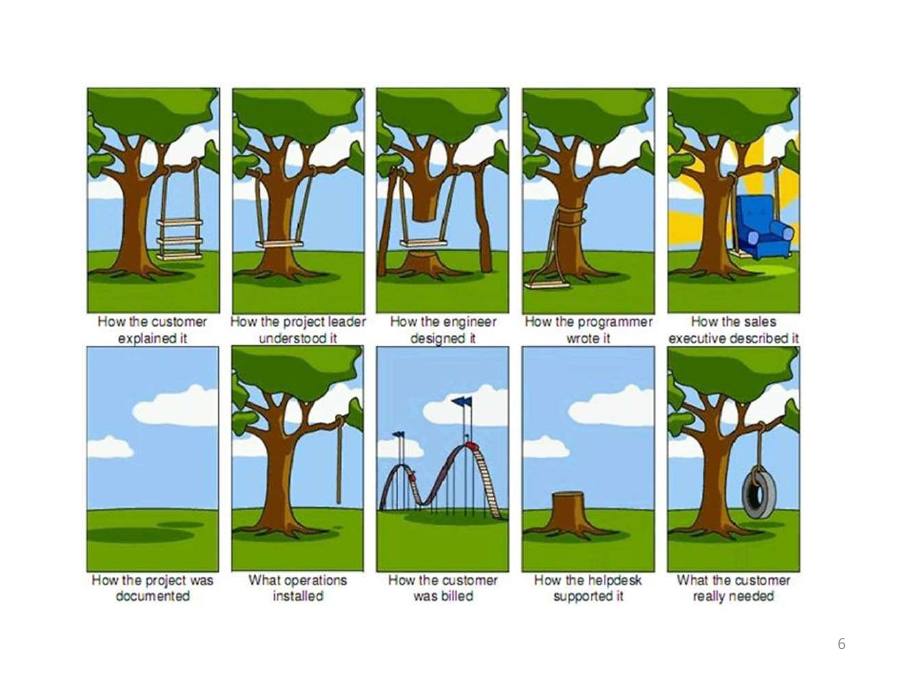 How the customer
explained it
How the project leader
understood it
How the engineer
designed it
How the programmer
wrote it
How the sales
executive described it
How the project was
documented
What operations
installed
How the customer
was billed
How the helpdesk
supported it
What the customer
really needed
6